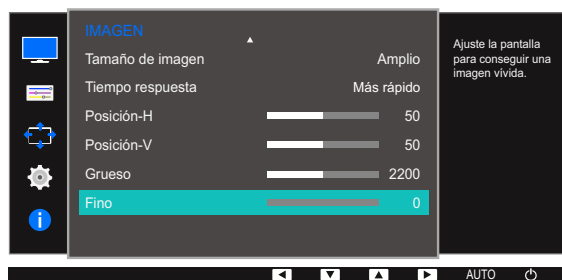 IMAGEN
Tamaño de imagen Amplio
Tiempo respuesta Más rápido
Posición-H 50
Posición-V 50
Grueso 2200
Fino 0
Ajuste la pantalla
para conseguir una
imagen vívida.
AUTO